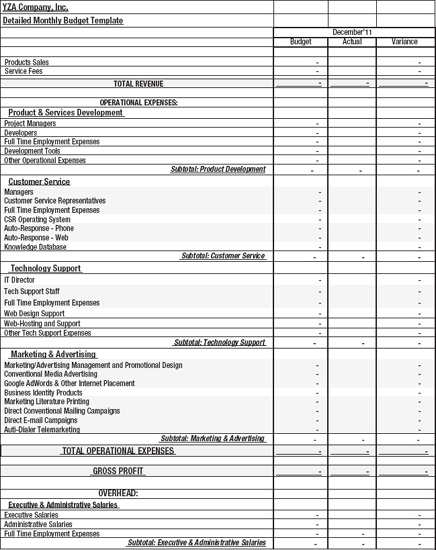 YZA Company, Inc.
Detailed Monthly Budget Template
December'11
Budget Actual Variance
Products Sales - -
Service Fees - -
TOTAL REVENUE - - -
OPERATIONAL EXPENSES:
Product & Services Development
Project Managers - -
Developers - -
Full Time Employment Expenses - -
Development Tools - -
Other Operational Expenses - -
Subtotal: Product Development - - -
Customer Service
Managers - -
Customer Service Representatives - -
Full Time Employment Expenses - -
CSR Operating System - -
Auto-Response - Phone - -
Auto-Response - Web - -
Knowledge Database - -
Subtotal: Customer Service - - -
Technology Support
IT Director - -
Tech Support Staff - -
Full Time Employment Expenses - -
Web Design Support - -
Web-Hosting and Support - -
Other Tech Support Expenses - -
Subtotal: Technology Support - - -
Marketing & Advertising
Marketing/Advertising Management and Promotional Design - -
Conventional Media Advertising - -
Google AdWords & Other Internet Placement - -
Business Identity Products - -
Marketing Literature Printing - -
Direct Conventional Mailing Campaigns - -
Direct E-mail Campaigns - -
Auti-Dialer Telemarketing - -
Subtotal: Marketing & Advertising - - -
TOTAL OPERATIONAL EXPENSES - - -
GROSS PROFIT - - -
OVERHEAD:
Executive & Administrative Salaries
Executive Salaries - -
Administrative Salaries - -
Full Time Employment Expenses - - -
Subtotal: Executive & Administrative Salaries - - -